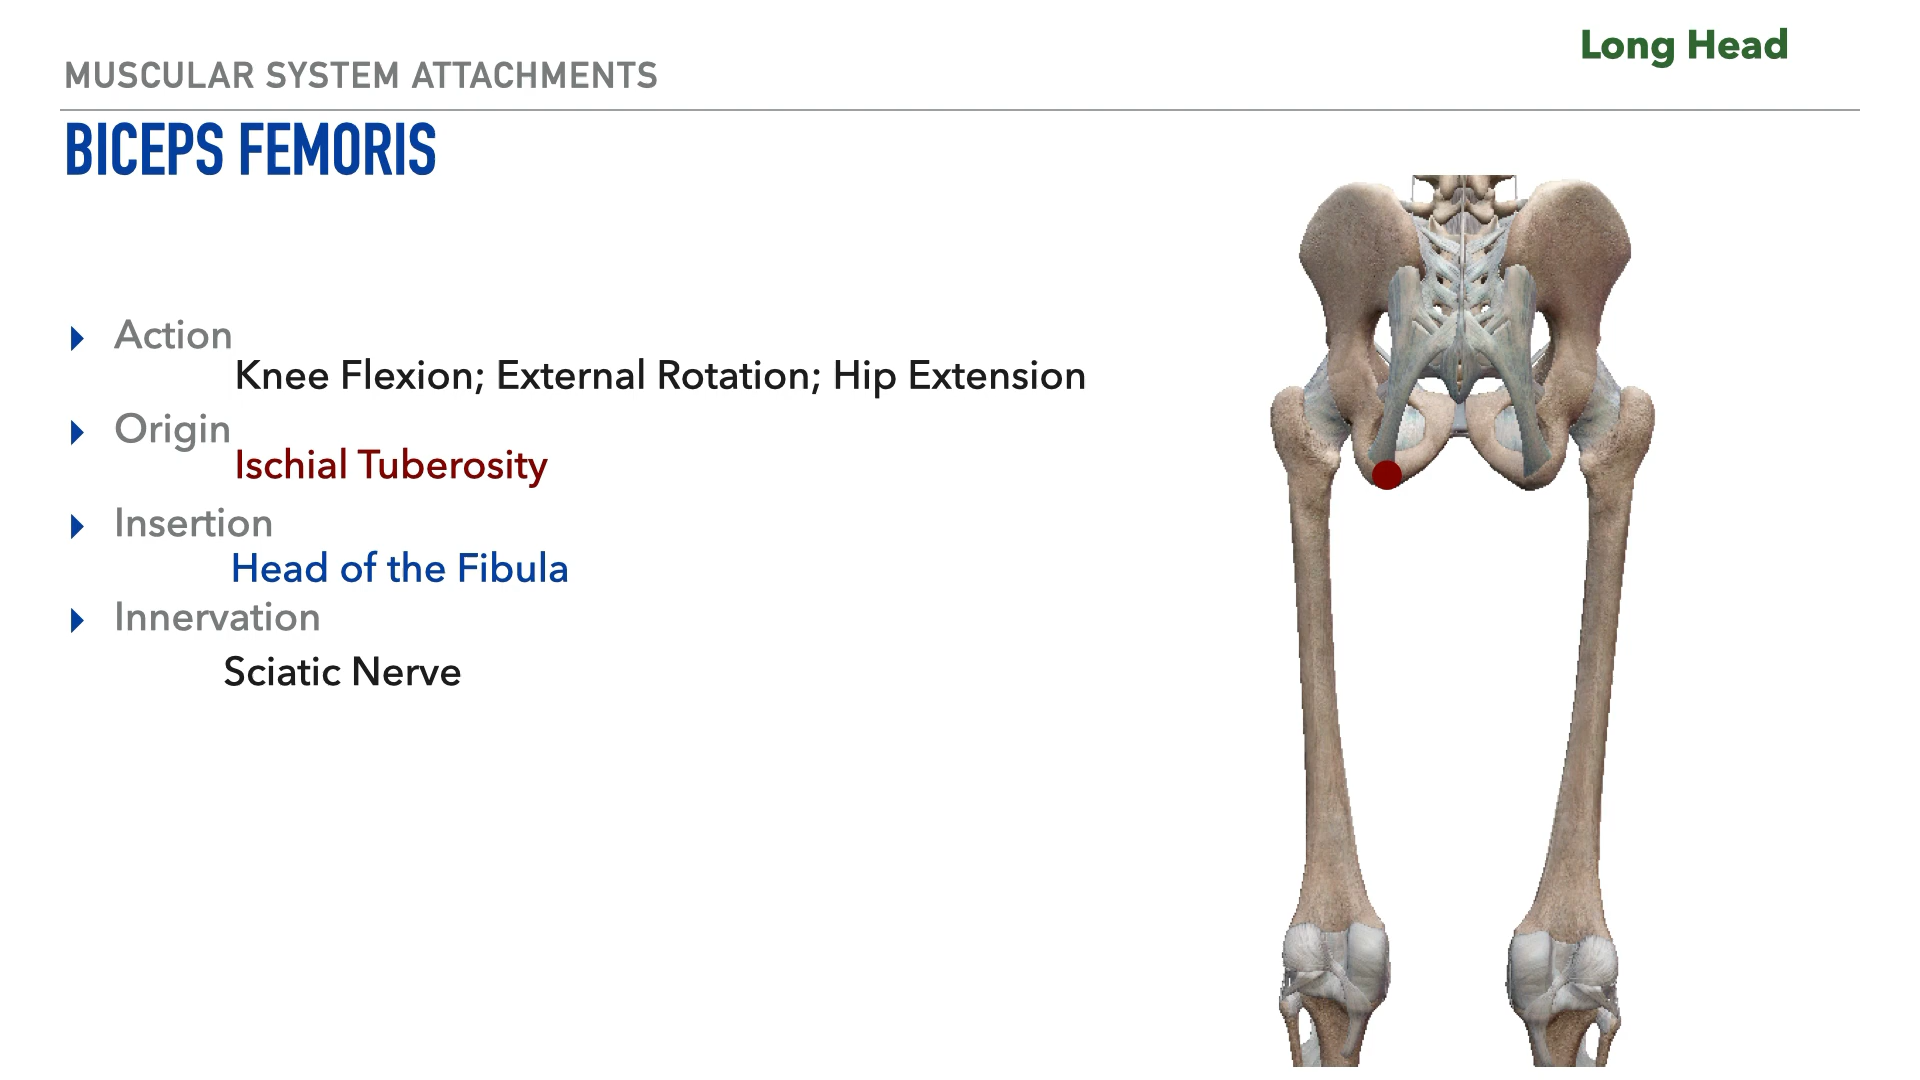 Long Head
MUSCULAR SYSTEM ATTACHMENTS
BICEPS FEMORIS
Action
Knee Flexion; External Rotation; Hip Extension
Origin
Ischial Tuberosity
Insertion
Head of the Fibula
Innervation
Sciatic Nerve